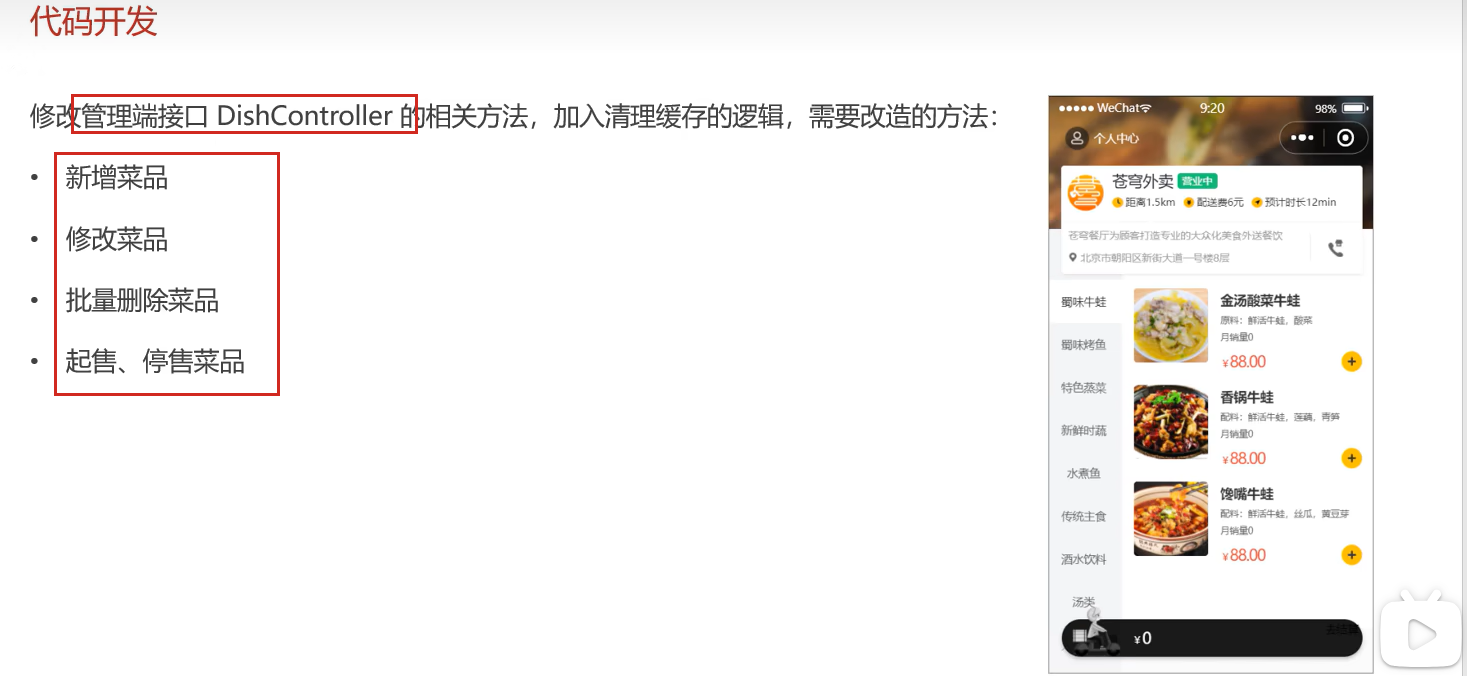 代码开发
修改管理端接口 DishController 的相关方法，加入清理缓存的逻辑，需要改造的方法：
• 新增菜品
• 修改菜品
• 批量删除菜品
• 起售、停售菜品
WeChat 9:20 98%
个人中心
苍穹外卖 营业中
距离1.5km 配送费6元 预计时长12min
苍穹餐厅为顾客打造专业的大众化美食外送餐饮
北京市朝阳区新街大道一号楼8层
蜀味牛蛙
蜀味烤鱼
特色蒸菜
新鲜时蔬
水煮鱼
传统主食
酒水饮料
汤类
金汤酸菜牛蛙
原料：鲜活牛蛙，酸菜
月销量0
¥88.00
香锅牛蛙
配料：鲜活牛蛙，莲藕，青笋
月销量0
¥88.00
馋嘴牛蛙
配料：鲜活牛蛙，丝瓜，黄豆芽
月销量0
¥88.00
¥0